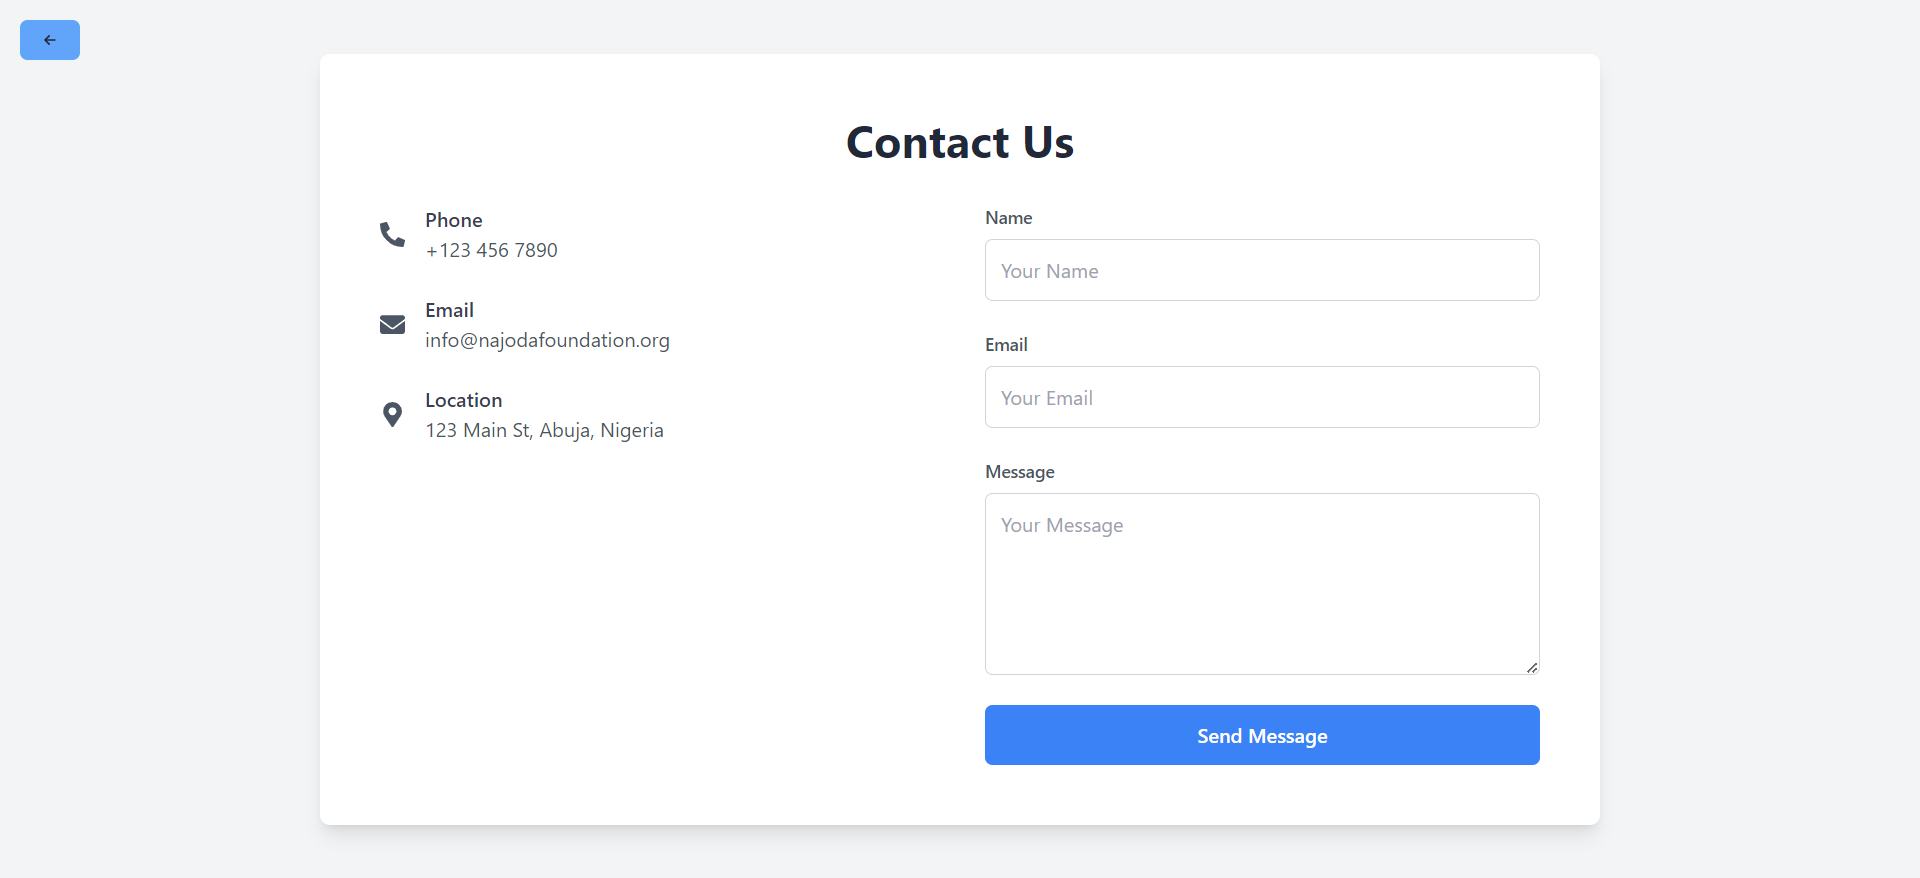 Contact Us
Phone
+123 456 7890
Email
info@najodafoundation.org
Location
123 Main St, Abuja, Nigeria
Name
Your Name
Email
Your Email
Message
Your Message
Send Message